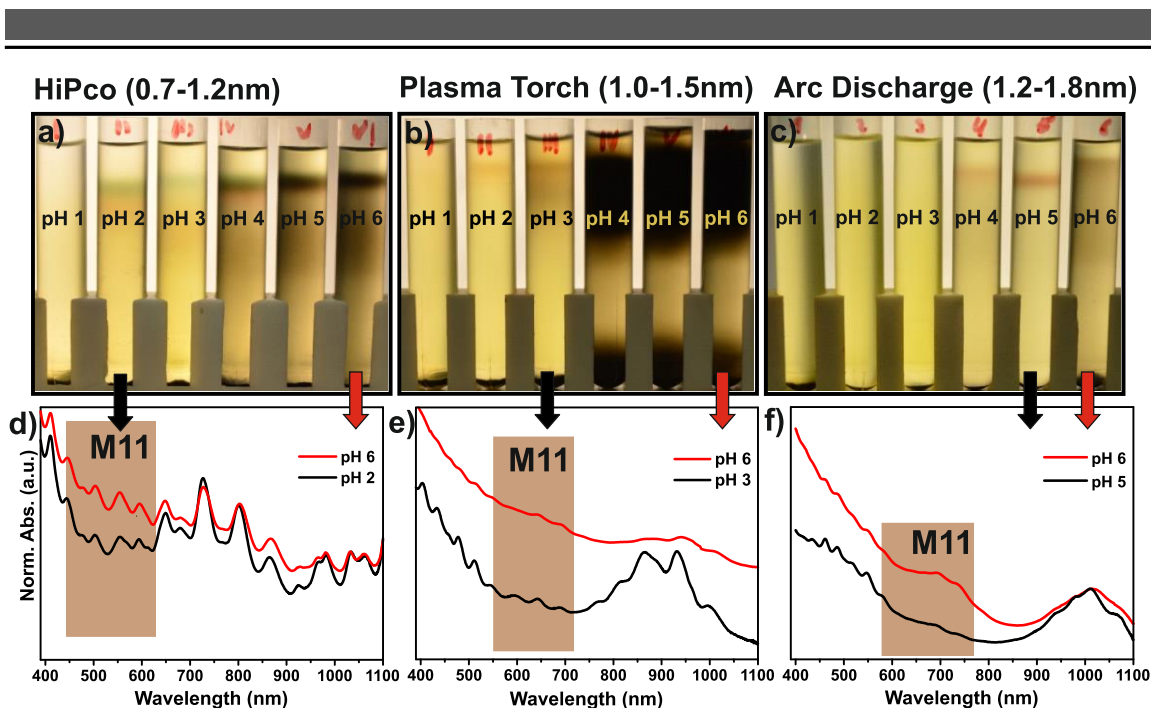 HiPco (0.7-1.2nm)
Plasma Torch (1.0-1.5nm)
Arc Discharge (1.2-1.8nm)
a)
pH 1
pH 2
pH 3
pH 4
pH 5
pH 6
b)
pH 1
pH 2
pH 3
pH 4
pH 5
pH 6
c)
pH 1
pH 2
pH 3
pH 4
pH 5
pH 6
d)
M11
pH 6
pH 2
Norm. Abs. (a.u.)
400 500 600 700 800 900 1000 1100
Wavelength (nm)
e)
M11
pH 6
pH 3
400 500 600 700 800 900 1000 1100
Wavelength (nm)
f)
M11
pH 6
pH 5
400 500 600 700 800 900 1000 1100
Wavelength (nm)